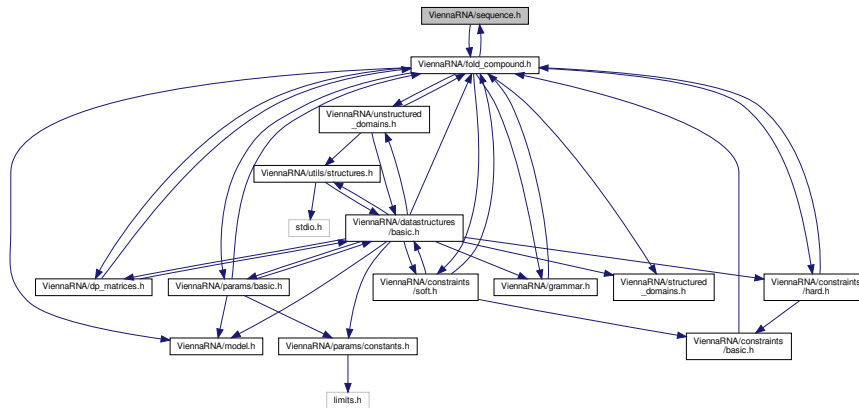 ViennaRNA/sequence.h
ViennaRNA/fold_compound.h
ViennaRNA/unstructured
_domains.h
ViennaRNA/utils/structures.h
stdio.h
ViennaRNA/datastructures
/basic.h
ViennaRNA/dp_matrices.h
ViennaRNA/params/basic.h
ViennaRNA/constraints
/soft.h
ViennaRNA/grammar.h
ViennaRNA/structured
_domains.h
ViennaRNA/constraints
/hard.h
ViennaRNA/model.h
ViennaRNA/params/constants.h
ViennaRNA/constraints
/basic.h
limits.h